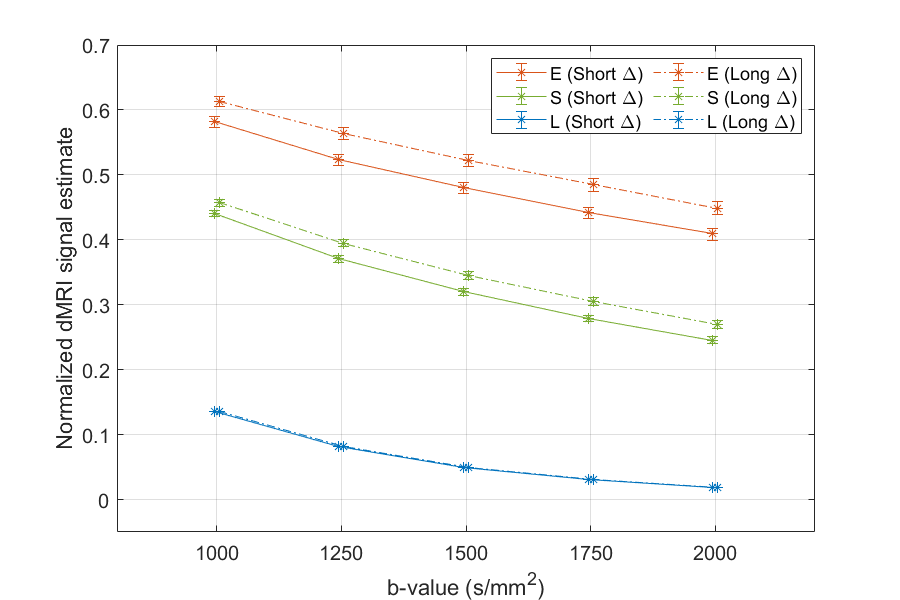 0.7
0.6
0.5
0.4
0.3
0.2
0.1
0
Normalized dMRI signal estimate
E (Short Δ) E (Long Δ)
S (Short Δ) S (Long Δ)
L (Short Δ) L (Long Δ)
1000 1250 1500 1750 2000
b-value (s/mm²)